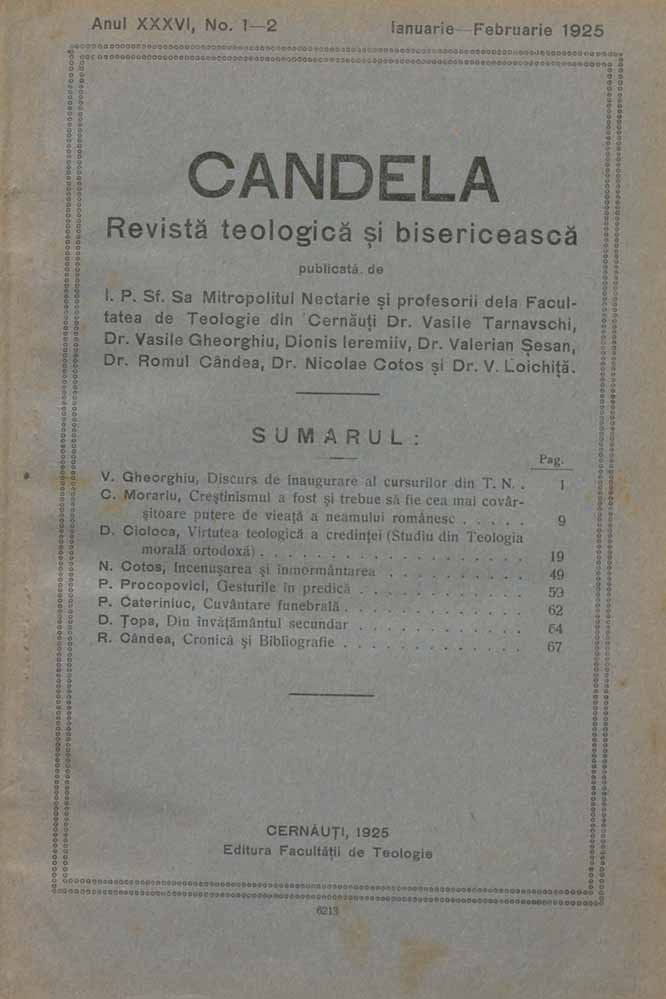 Anul XXXVI, No. 1—2 Ianuarie—Februarie 1925
CANDELA
Revistă teologică și bisericească
publicată de
I. P. Sf. Sa Mitropolitul Nectarie și profesorii dela Facul-
tatea de Teologie din Cernăuți Dr. Vasile Tarnavschi,
Dr. Vasile Gheorghiu, Dionis Ieremiiv, Dr. Valerian Șesan,
Dr. Romul Cândea, Dr. Nicolae Cotos și Dr. V. Loichiță.
SUMARUL:
Pag.
V. Gheorghiu, Discurs de inaugurare al cursurilor din T. N. . 1
C. Morariu, Creștinismul a fost și trebue să fie cea mai covâr-
șitoare putere de vieață a neamului românesc . . . . . 9
D. Cioloca, Virtutea teologică a credinței (Studiu din Teologia
morală ortodoxă) . . . . . . . . . . . . . . . . . . 19
N. Cotos, Incenușarea și inmormântarea . . . . . . . . . . 49
P. Procopovici, Gesturile în predică . . . . . . . . . . . 59
P. Cateriniuc, Cuvântare funebrală . . . . . . . . . . . . 62
D. Țopa, Din învățământul secundar . . . . . . . . . . . . 64
R. Cândea, Cronică și Bibliografie . . . . . . . . . . . . 67
CERNĂUȚI, 1925
Editura Facultății de Teologie
6213